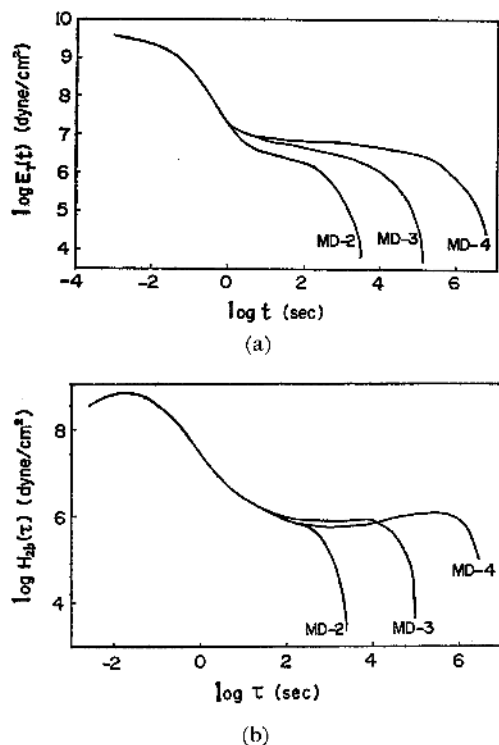 10
9
8
7
6
5
4
log E_T(t) (dyne/cm²)
MD-2
MD-3
MD-4
-4
-2
0
2
4
6
log t (sec)
(a)
8
6
4
log H_2b(τ) (dyne/cm²)
MD-2
MD-3
MD-4
-2
0
2
4
6
log τ (sec)
(b)